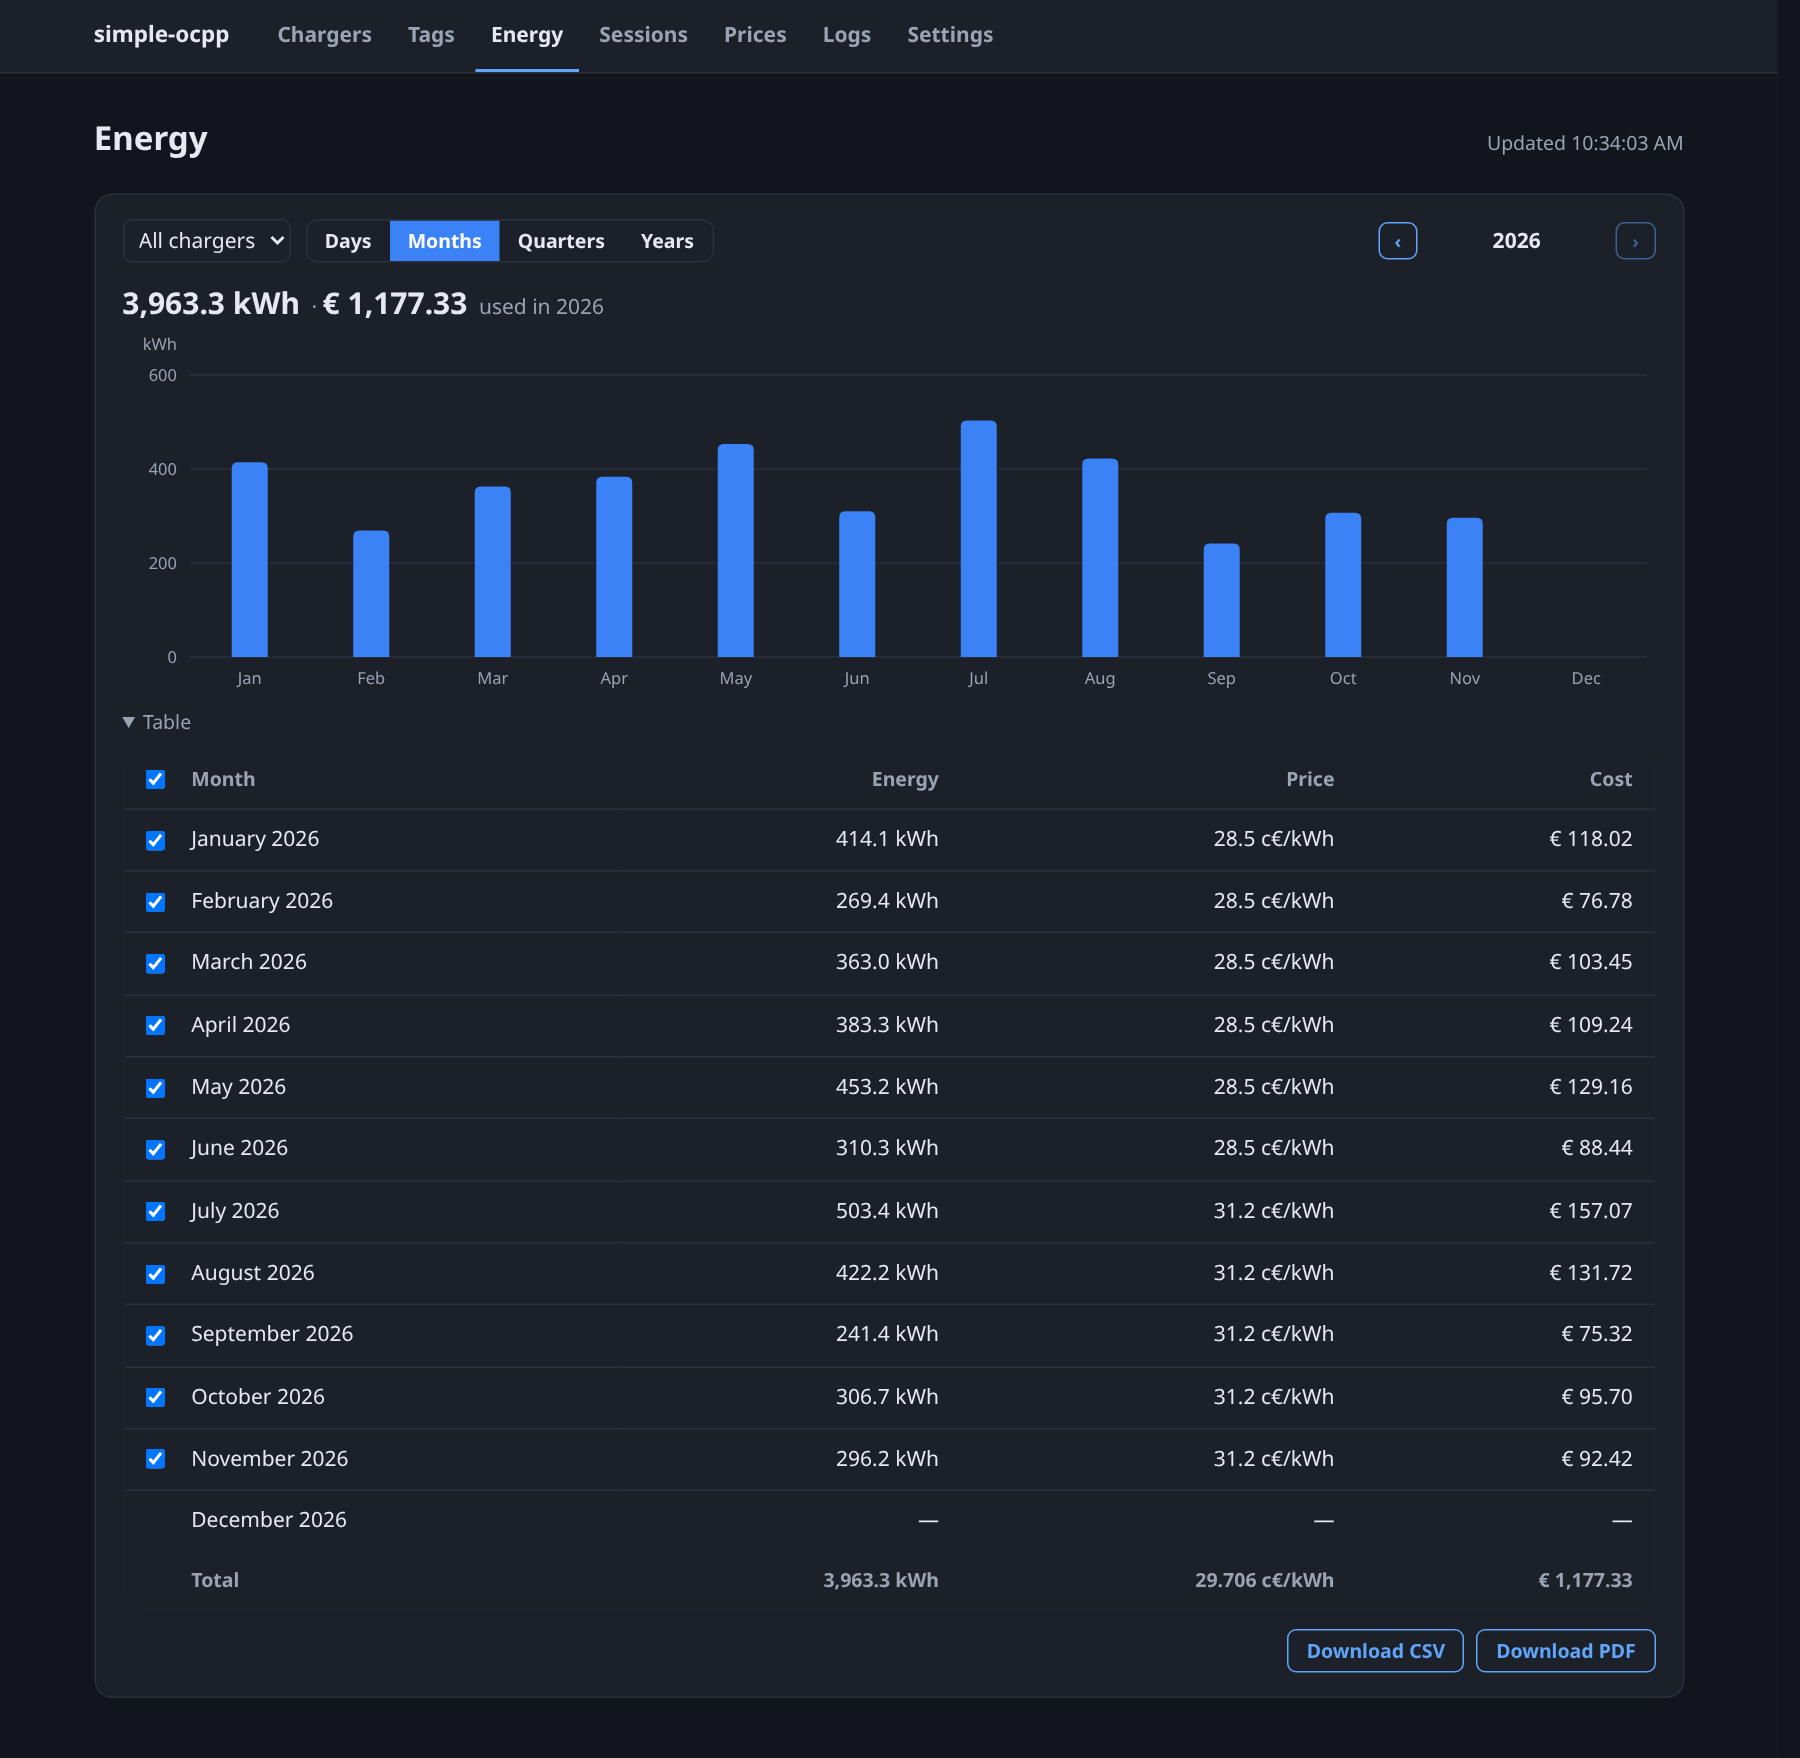 simple-ocpp Chargers Tags Energy Sessions Prices Logs Settings
Energy
Updated 10:34:03 AM
All chargers Days Months Quarters Years ‹ 2026 ›
3,963.3 kWh · € 1,177.33 used in 2026
kWh
600
400
200
0
Jan Feb Mar Apr May Jun Jul Aug Sep Oct Nov Dec
▼ Table
Month Energy Price Cost
January 2026 414.1 kWh 28.5 c€/kWh € 118.02
February 2026 269.4 kWh 28.5 c€/kWh € 76.78
March 2026 363.0 kWh 28.5 c€/kWh € 103.45
April 2026 383.3 kWh 28.5 c€/kWh € 109.24
May 2026 453.2 kWh 28.5 c€/kWh € 129.16
June 2026 310.3 kWh 28.5 c€/kWh € 88.44
July 2026 503.4 kWh 31.2 c€/kWh € 157.07
August 2026 422.2 kWh 31.2 c€/kWh € 131.72
September 2026 241.4 kWh 31.2 c€/kWh € 75.32
October 2026 306.7 kWh 31.2 c€/kWh € 95.70
November 2026 296.2 kWh 31.2 c€/kWh € 92.42
December 2026 — — —
Total 3,963.3 kWh 29.706 c€/kWh € 1,177.33
Download CSV Download PDF